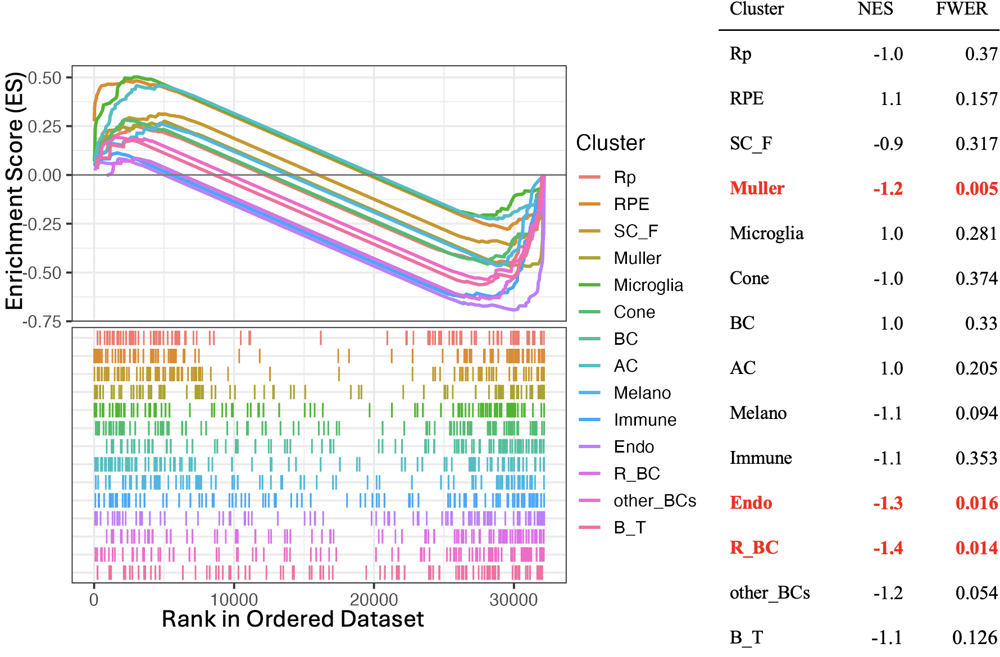 Enrichment Score (ES)
0.50
0.25
0.00
-0.25
-0.50
-0.75
0 10000 20000 30000
Rank in Ordered Dataset
Cluster
Rp
RPE
SC_F
Muller
Microglia
Cone
BC
AC
Melano
Immune
Endo
R_BC
other_BCs
B_T
Cluster NES FWER
Rp -1.0 0.37
RPE 1.1 0.157
SC_F -0.9 0.317
Muller -1.2 0.005
Microglia 1.0 0.281
Cone -1.0 0.374
BC 1.0 0.33
AC 1.0 0.205
Melano -1.1 0.094
Immune -1.1 0.353
Endo -1.3 0.016
R_BC -1.4 0.014
other_BCs -1.2 0.054
B_T -1.1 0.126